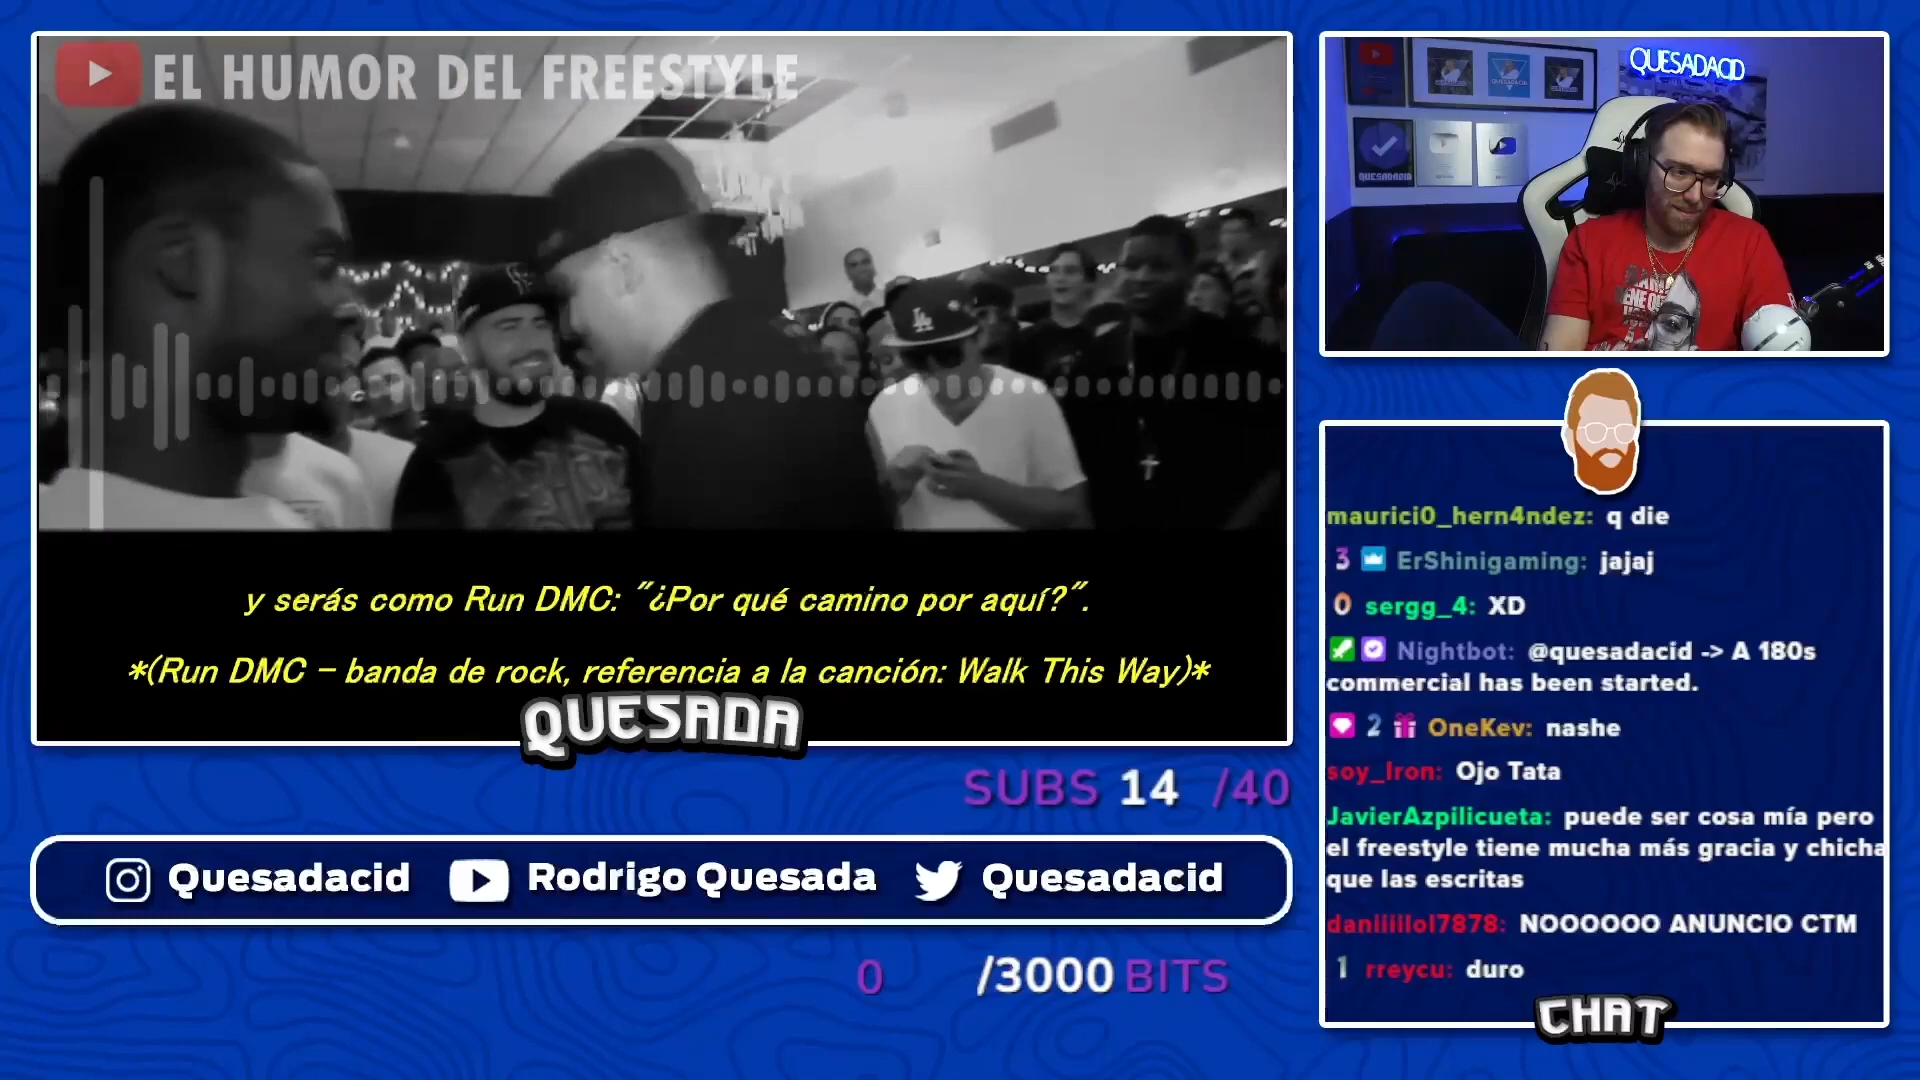 EL HUMOR DEL FREESTYLE
y serás como Run DMC: "¿Por qué camino por aquí?".
*(Run DMC – banda de rock, referencia a la canción: Walk This Way)*
QUESADA
SUBS 14 /40
Quesadacid
Rodrigo Quesada
Quesadacid
0 /3000 BITS
QUESADACID
QUESADACID
LA
maurici0_hern4ndez: q die
3 ErShinigaming: jajaj
0 sergg_4: XD
Nightbot: @quesadacid -> A 180s
commercial has been started.
2 OneKev: nashe
soy_Iron: Ojo Tata
JavierAzpilicueta: puede ser cosa mía pero
el freestyle tiene mucha más gracia y chicha
que las escritas
daniiiilol7878: NOOOOOO ANUNCIO CTM
1 rreycu: duro
CHAT